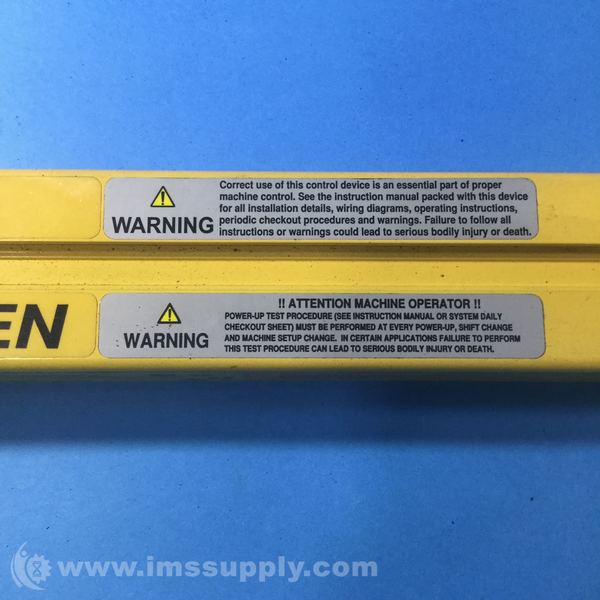 Correct use of this control device is an essential part of proper
machine control. See the instruction manual packed with this device
for all installation details, wiring diagrams, operating instructions,
periodic checkout procedures and warnings. Failure to follow all
instructions or warnings could lead to serious bodily injury or death.
WARNING
EN
!! ATTENTION MACHINE OPERATOR !!
POWER-UP TEST PROCEDURE (SEE INSTRUCTION MANUAL OR SYSTEM DAILY
CHECKOUT SHEET) MUST BE PERFORMED AT EVERY POWER-UP, SHIFT CHANGE
AND MACHINE SETUP CHANGE. IN CERTAIN APPLICATIONS FAILURE TO PERFORM
THIS TEST PROCEDURE CAN LEAD TO SERIOUS BODILY INJURY OR DEATH.
WARNING
www.imssupply.com